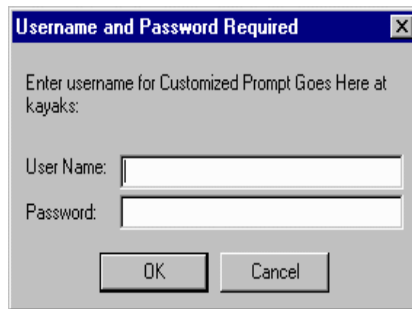 Username and Password Required
Enter username for Customized Prompt Goes Here at
kayaks:
User Name:
Password:
OK Cancel